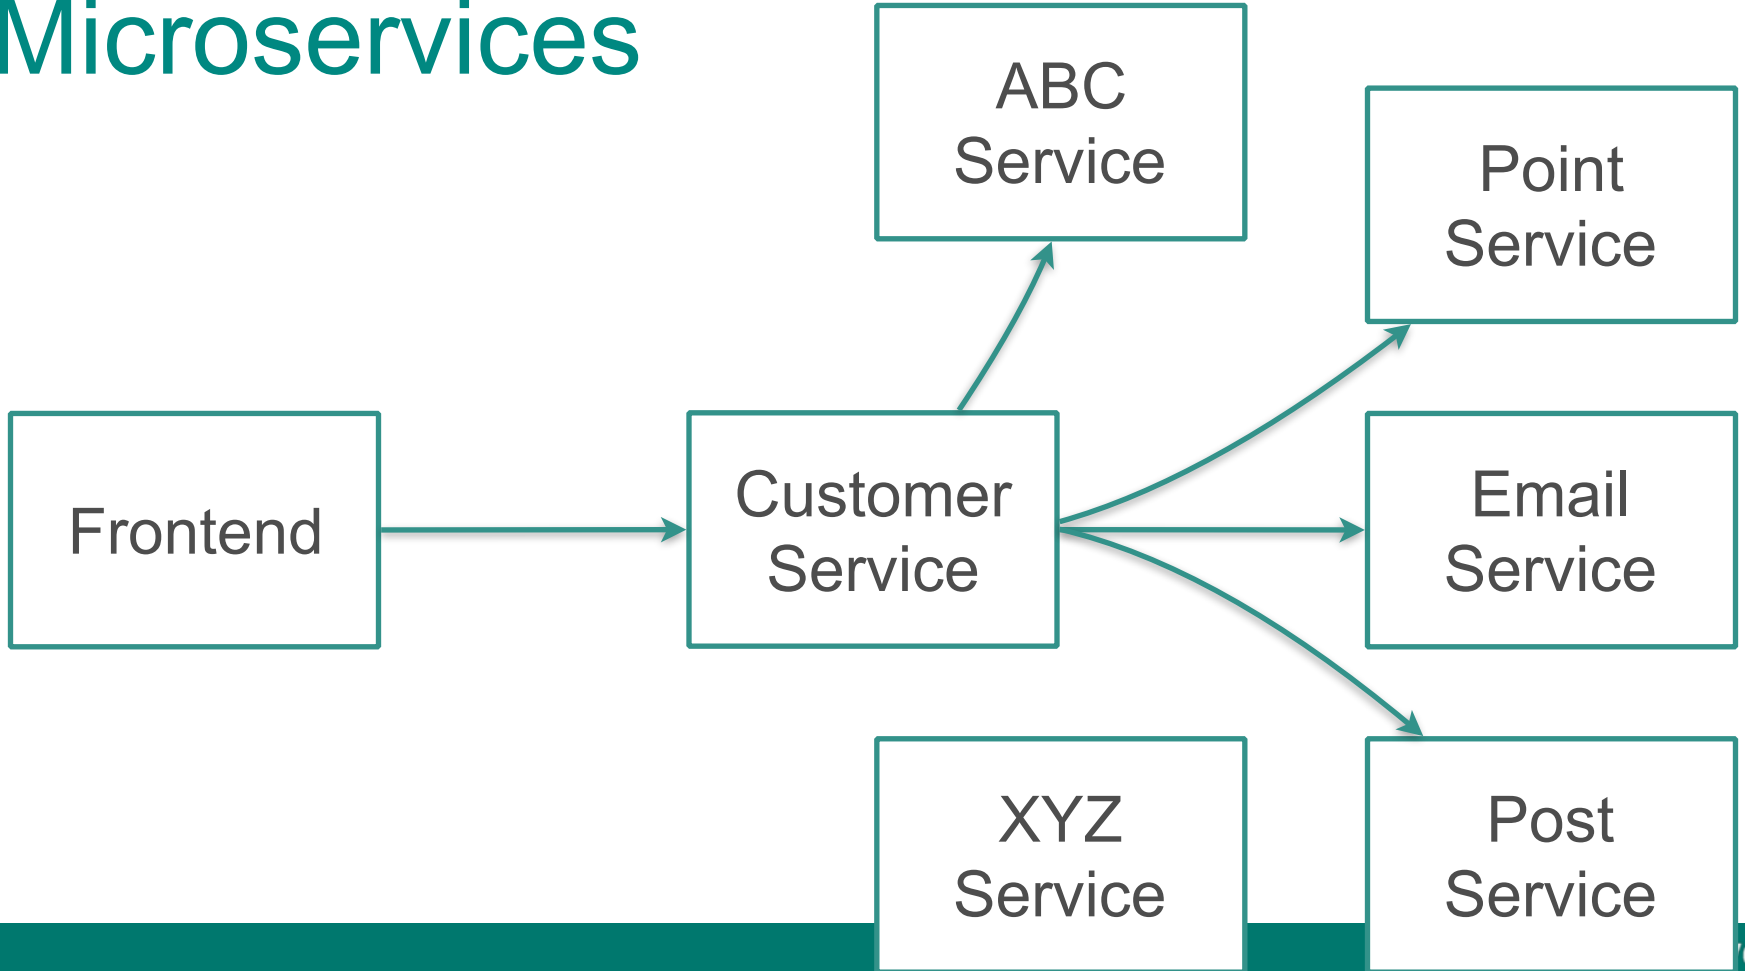 Microservices
ABC
Service
Point
Service
Frontend
Customer
Service
Email
Service
XYZ
Service
Post
Service